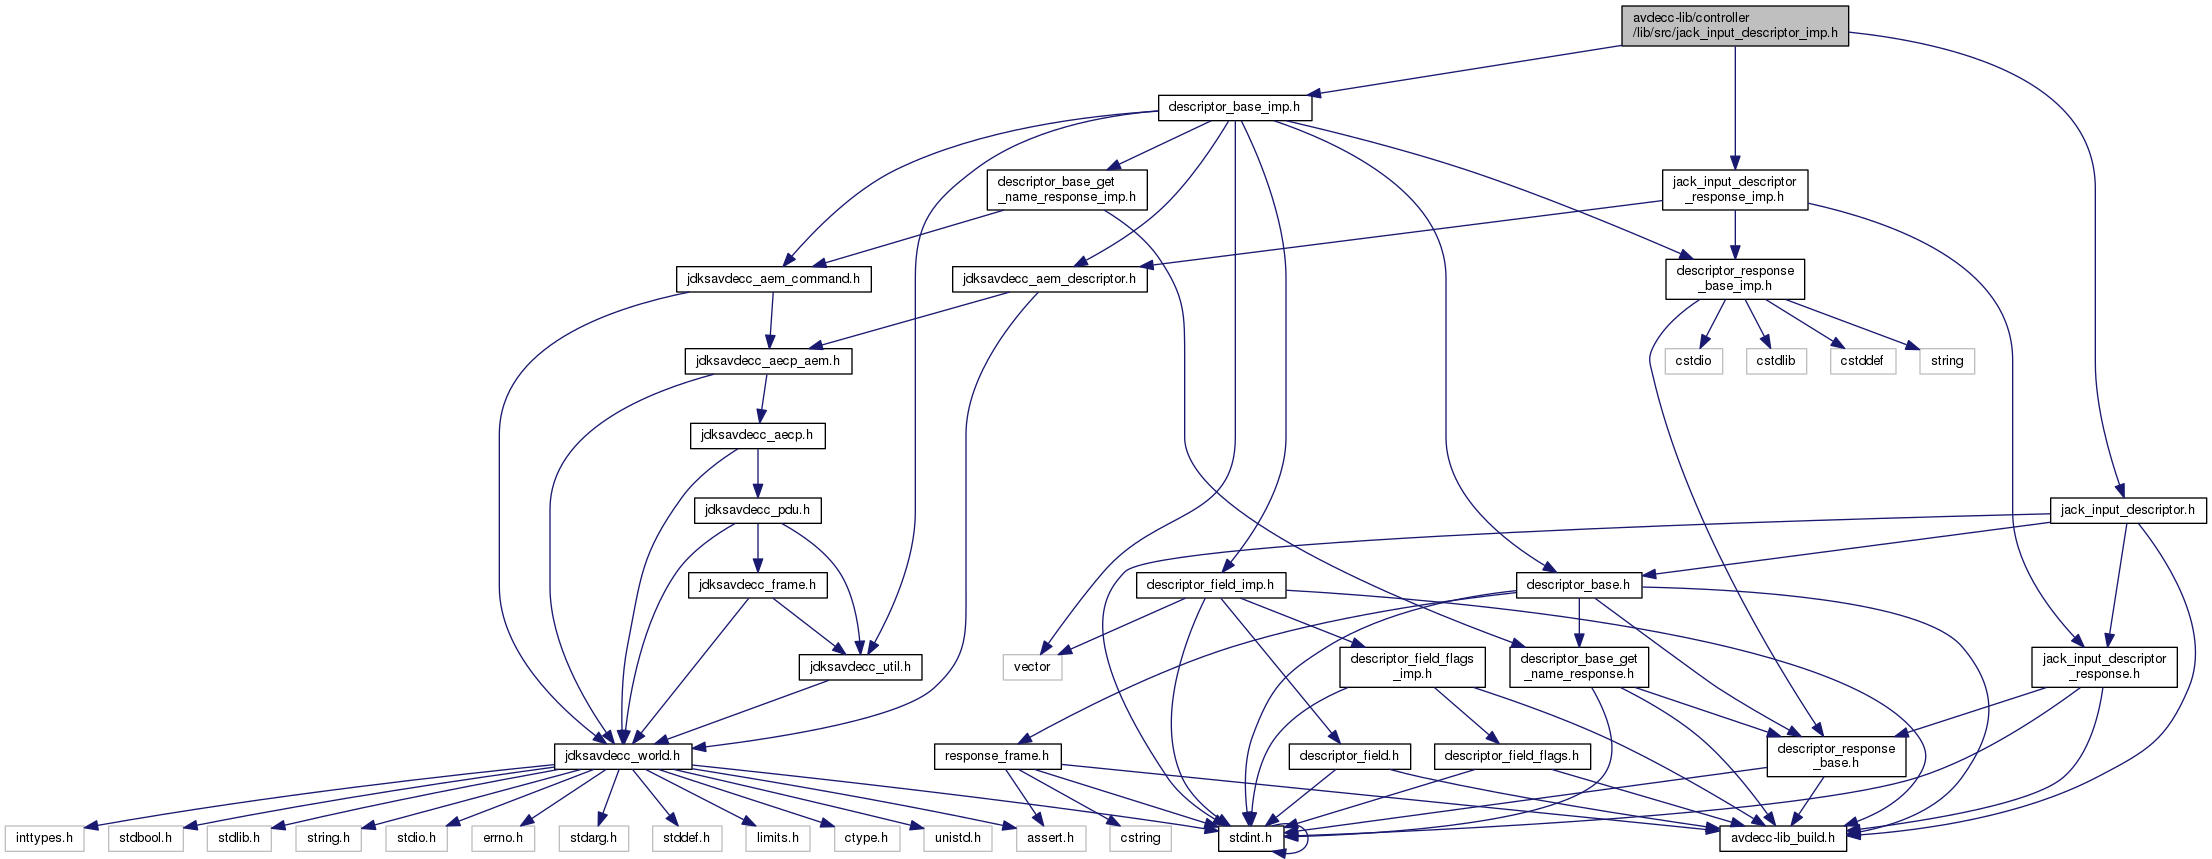 avdecc-lib/controller
/lib/src/jack_input_descriptor_imp.h
descriptor_base_imp.h
descriptor_base_get
_name_response_imp.h
jack_input_descriptor
_response_imp.h
jdksavdecc_aem_command.h
jdksavdecc_aem_descriptor.h
descriptor_response
_base_imp.h
jdksavdecc_aecp_aem.h
cstdio
cstdlib
cstddef
string
jdksavdecc_aecp.h
jdksavdecc_pdu.h
jack_input_descriptor.h
jdksavdecc_frame.h
descriptor_field_imp.h
descriptor_base.h
jdksavdecc_util.h
vector
descriptor_field_flags
_imp.h
descriptor_base_get
_name_response.h
jack_input_descriptor
_response.h
jdksavdecc_world.h
response_frame.h
descriptor_field.h
descriptor_field_flags.h
descriptor_response
_base.h
inttypes.h
stdbool.h
stdlib.h
string.h
stdio.h
errno.h
stdarg.h
stddef.h
limits.h
ctype.h
unistd.h
assert.h
cstring
stdint.h
avdecc-lib_build.h